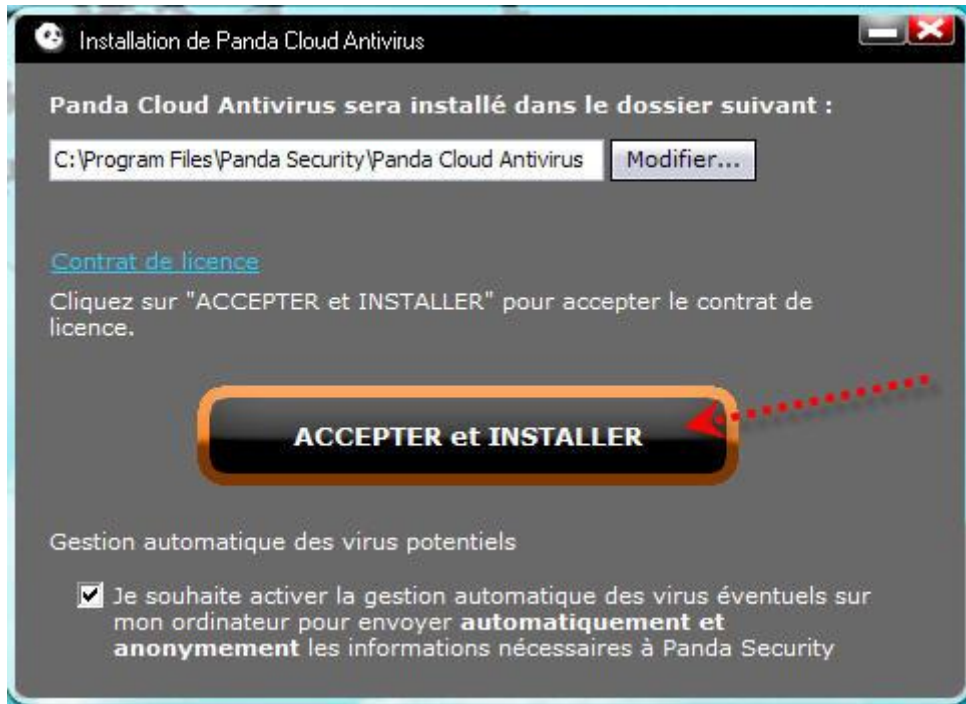 Installation de Panda Cloud Antivirus
Panda Cloud Antivirus sera installé dans le dossier suivant :
C:\Program Files\Panda Security\Panda Cloud Antivirus
Modifier...
Contrat de licence
Cliquez sur "ACCEPTER et INSTALLER" pour accepter le contrat de
licence.
ACCEPTER et INSTALLER
Gestion automatique des virus potentiels
Je souhaite activer la gestion automatique des virus éventuels sur
mon ordinateur pour envoyer automatiquement et
anonymement les informations nécessaires à Panda Security